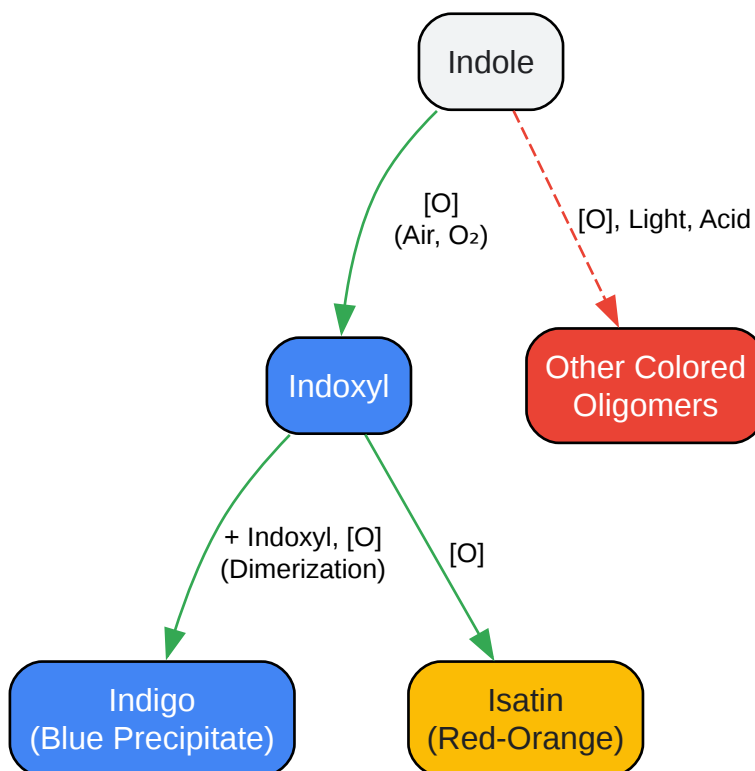 Indole
[O]
(Air, O₂)
[O], Light, Acid
Indoxyl
Other Colored
Oligomers
+ Indoxyl, [O]
(Dimerization)
[O]
Indigo
(Blue Precipitate)
Isatin
(Red-Orange)